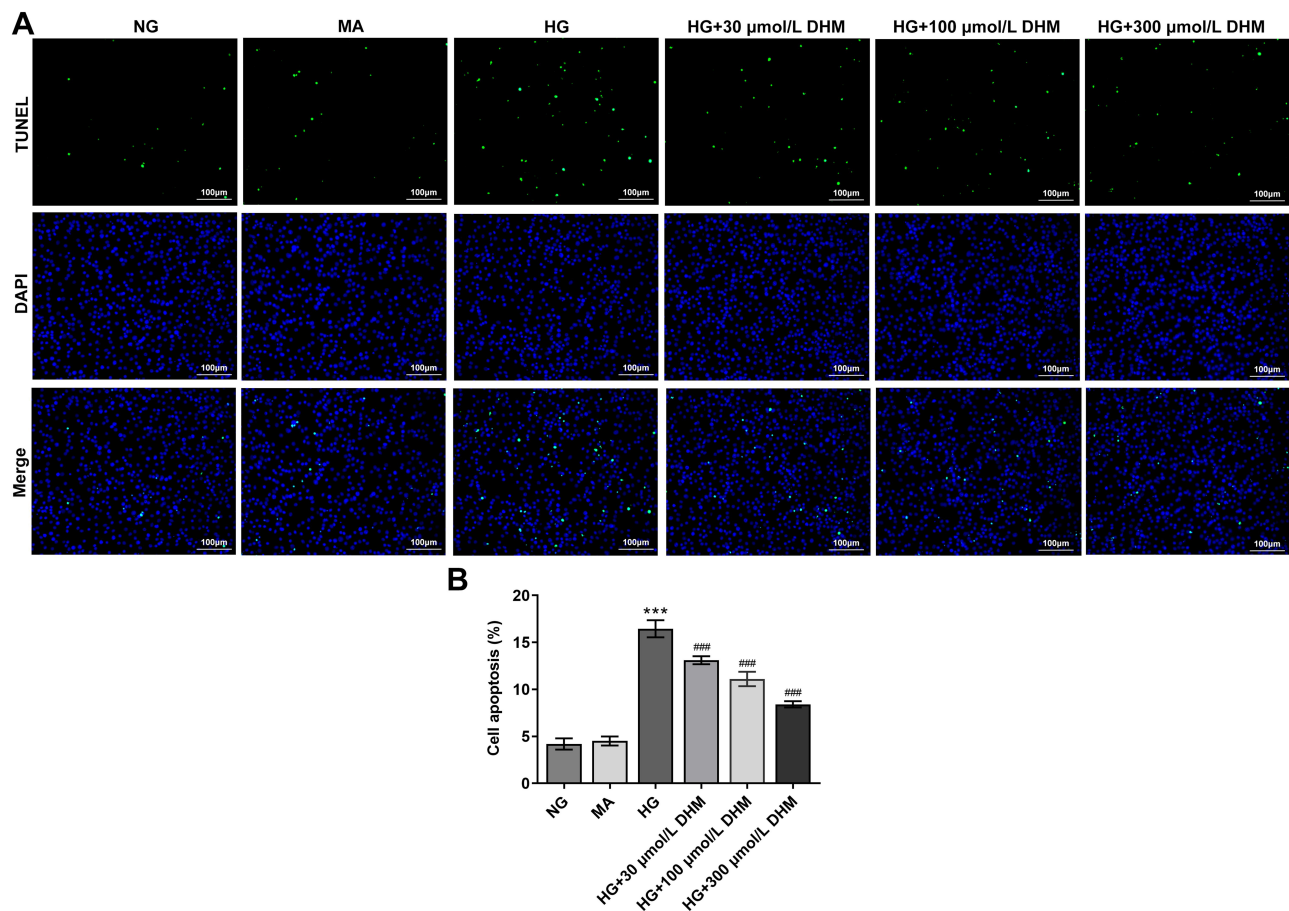 A
NG MA HG HG+30 μmol/L DHM HG+100 μmol/L DHM HG+300 μmol/L DHM
TUNEL
100μm 100μm 100μm 100μm 100μm 100μm
DAPI
100μm 100μm 100μm 100μm 100μm 100μm
Merge
100μm 100μm 100μm 100μm 100μm 100μm
B
Cell apoptosis (%)
20
15
10
5
0
***
###
###
###
NG
MA
HG
HG+30 μmol/L DHM
HG+100 μmol/L DHM
HG+300 μmol/L DHM